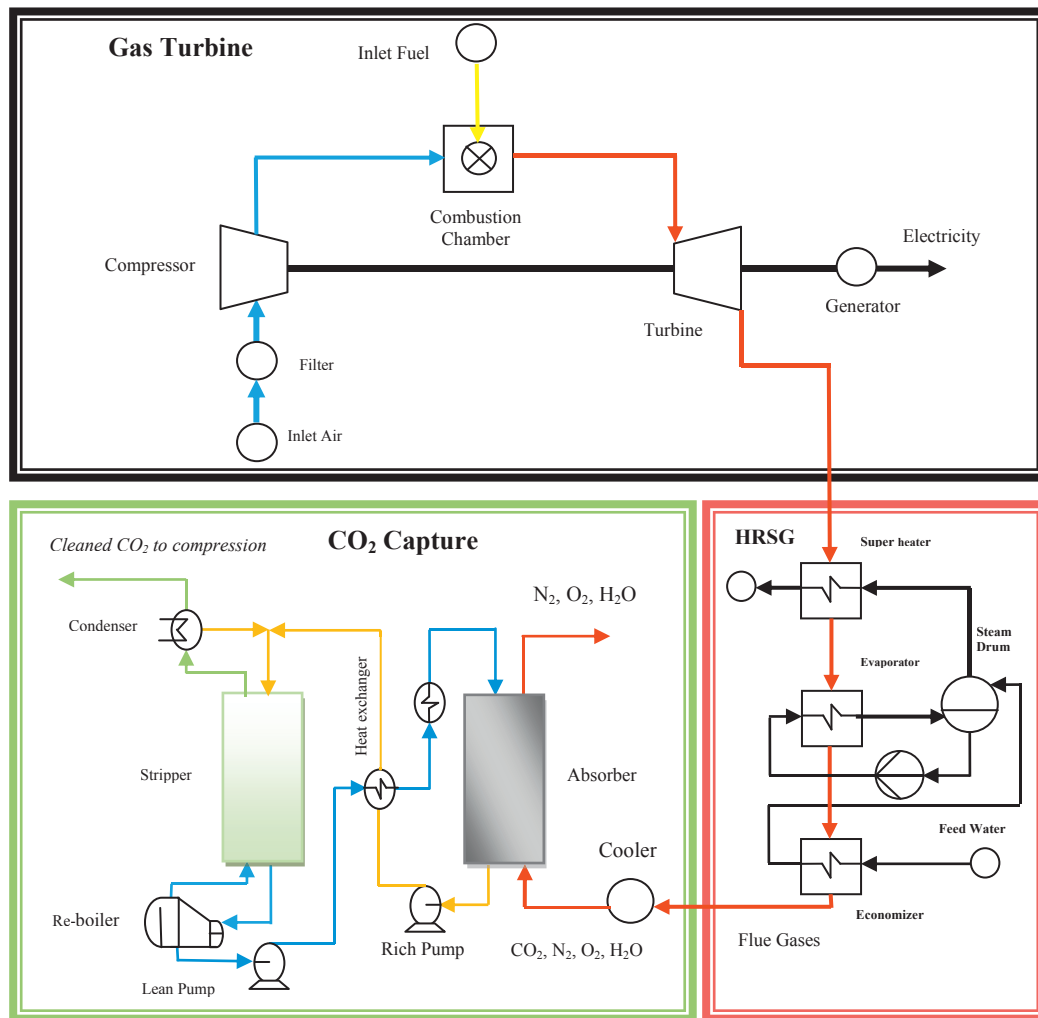 Gas Turbine
Inlet Fuel
Combustion
Chamber
Compressor
Electricity
Generator
Turbine
Filter
Inlet Air
CO₂ Capture
Cleaned CO₂ to compression
Condenser
N₂, O₂, H₂O
Heat exchanger
Stripper
Absorber
Cooler
Re-boiler
Rich Pump
CO₂, N₂, O₂, H₂O
Lean Pump
HRSG
Super heater
Steam
Drum
Evaporator
Feed Water
Economizer
Flue Gases